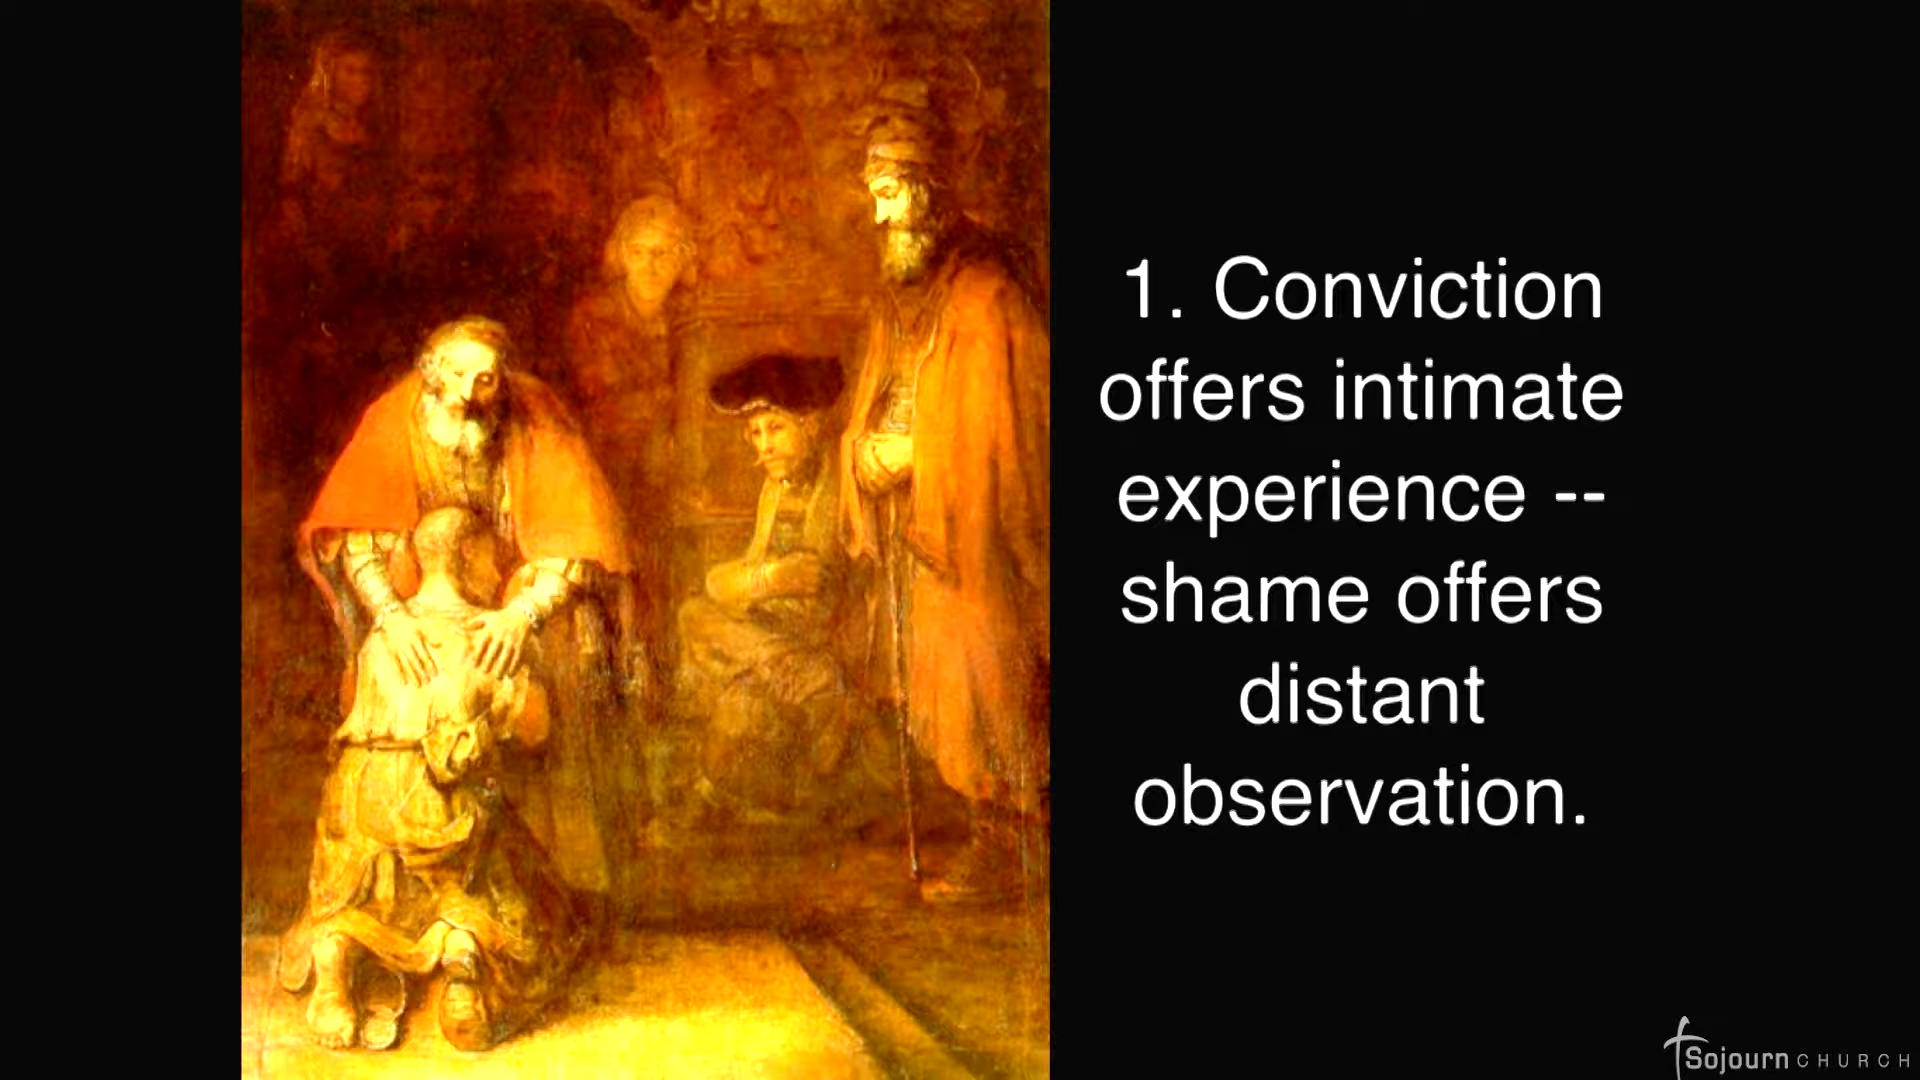 1. Conviction
offers intimate
experience --
shame offers
distant
observation.
Sojourn CHURCH